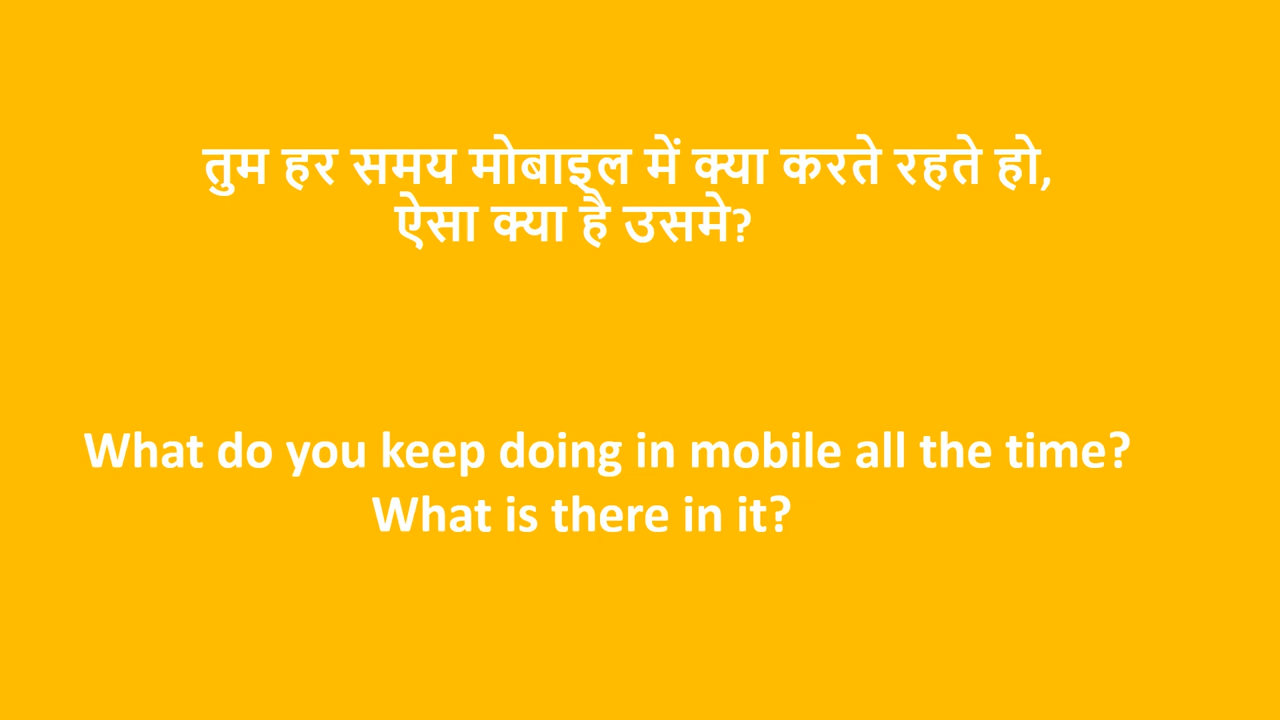 तुम हर समय मोबाइल में क्या करते रहते हो,
ऐसा क्या है उसमे?
What do you keep doing in mobile all the time?
What is there in it?